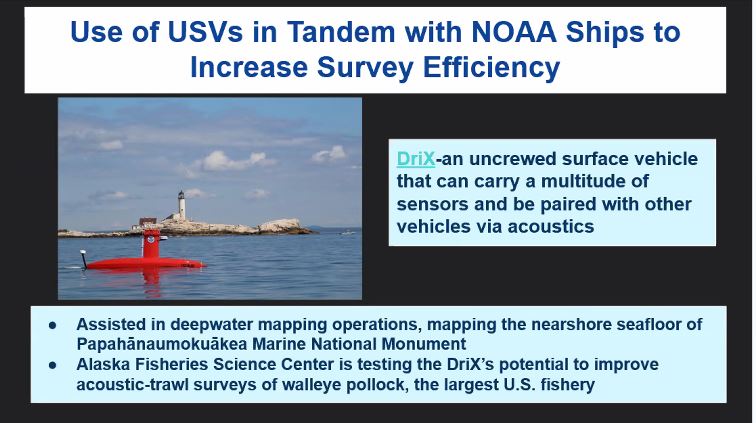 Use of USVs in Tandem with NOAA Ships to
Increase Survey Efficiency
DriX-an uncrewed surface vehicle
that can carry a multitude of
sensors and be paired with other
vehicles via acoustics
● Assisted in deepwater mapping operations, mapping the nearshore seafloor of
Papahānaumokuākea Marine National Monument
● Alaska Fisheries Science Center is testing the DriX's potential to improve
acoustic-trawl surveys of walleye pollock, the largest U.S. fishery